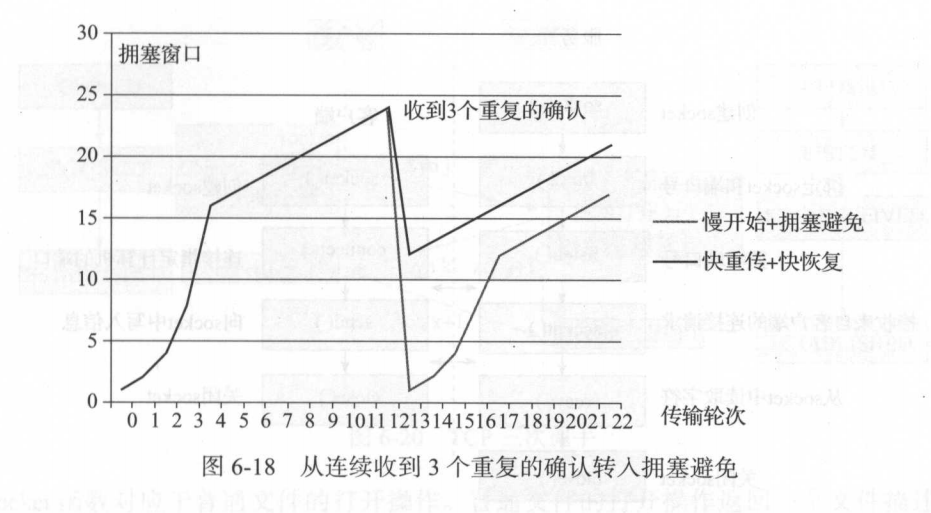 30
拥塞窗口
25
收到3个重复的确认
20
15
慢开始+拥塞避免
快重传+快恢复
10
5
0
0 1 2 3 4 5 6 7 8 9 10 11 12 13 14 15 16 17 18 19 20 21 22
传输轮次
图 6-18 从连续收到 3 个重复的确认转入拥塞避免